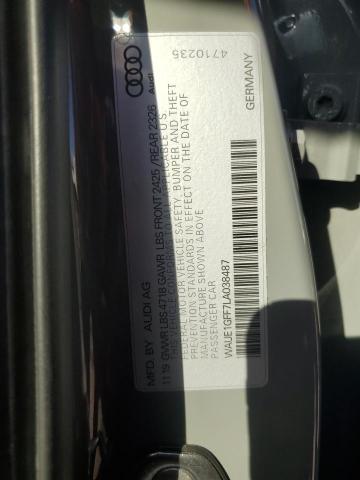 Audi
4710235
MFD. BY AUDI AG
11 19 GVWR LBS 4718 GAWR LBS FRONT 2425 /REAR 2326
THIS VEHICLE CONFORMS TO ALL APPLICABLE U'S
FEDERAL MOTOR VEHICLE SAFETY, BUMPER AND THEFT
PREVENTION STANDARDS IN EFFECT ON THE DATE OF
MANUFACTURE SHOWN ABOVE
PASSENGER CAR
WAUE1GFF7LA038487
GERMANY